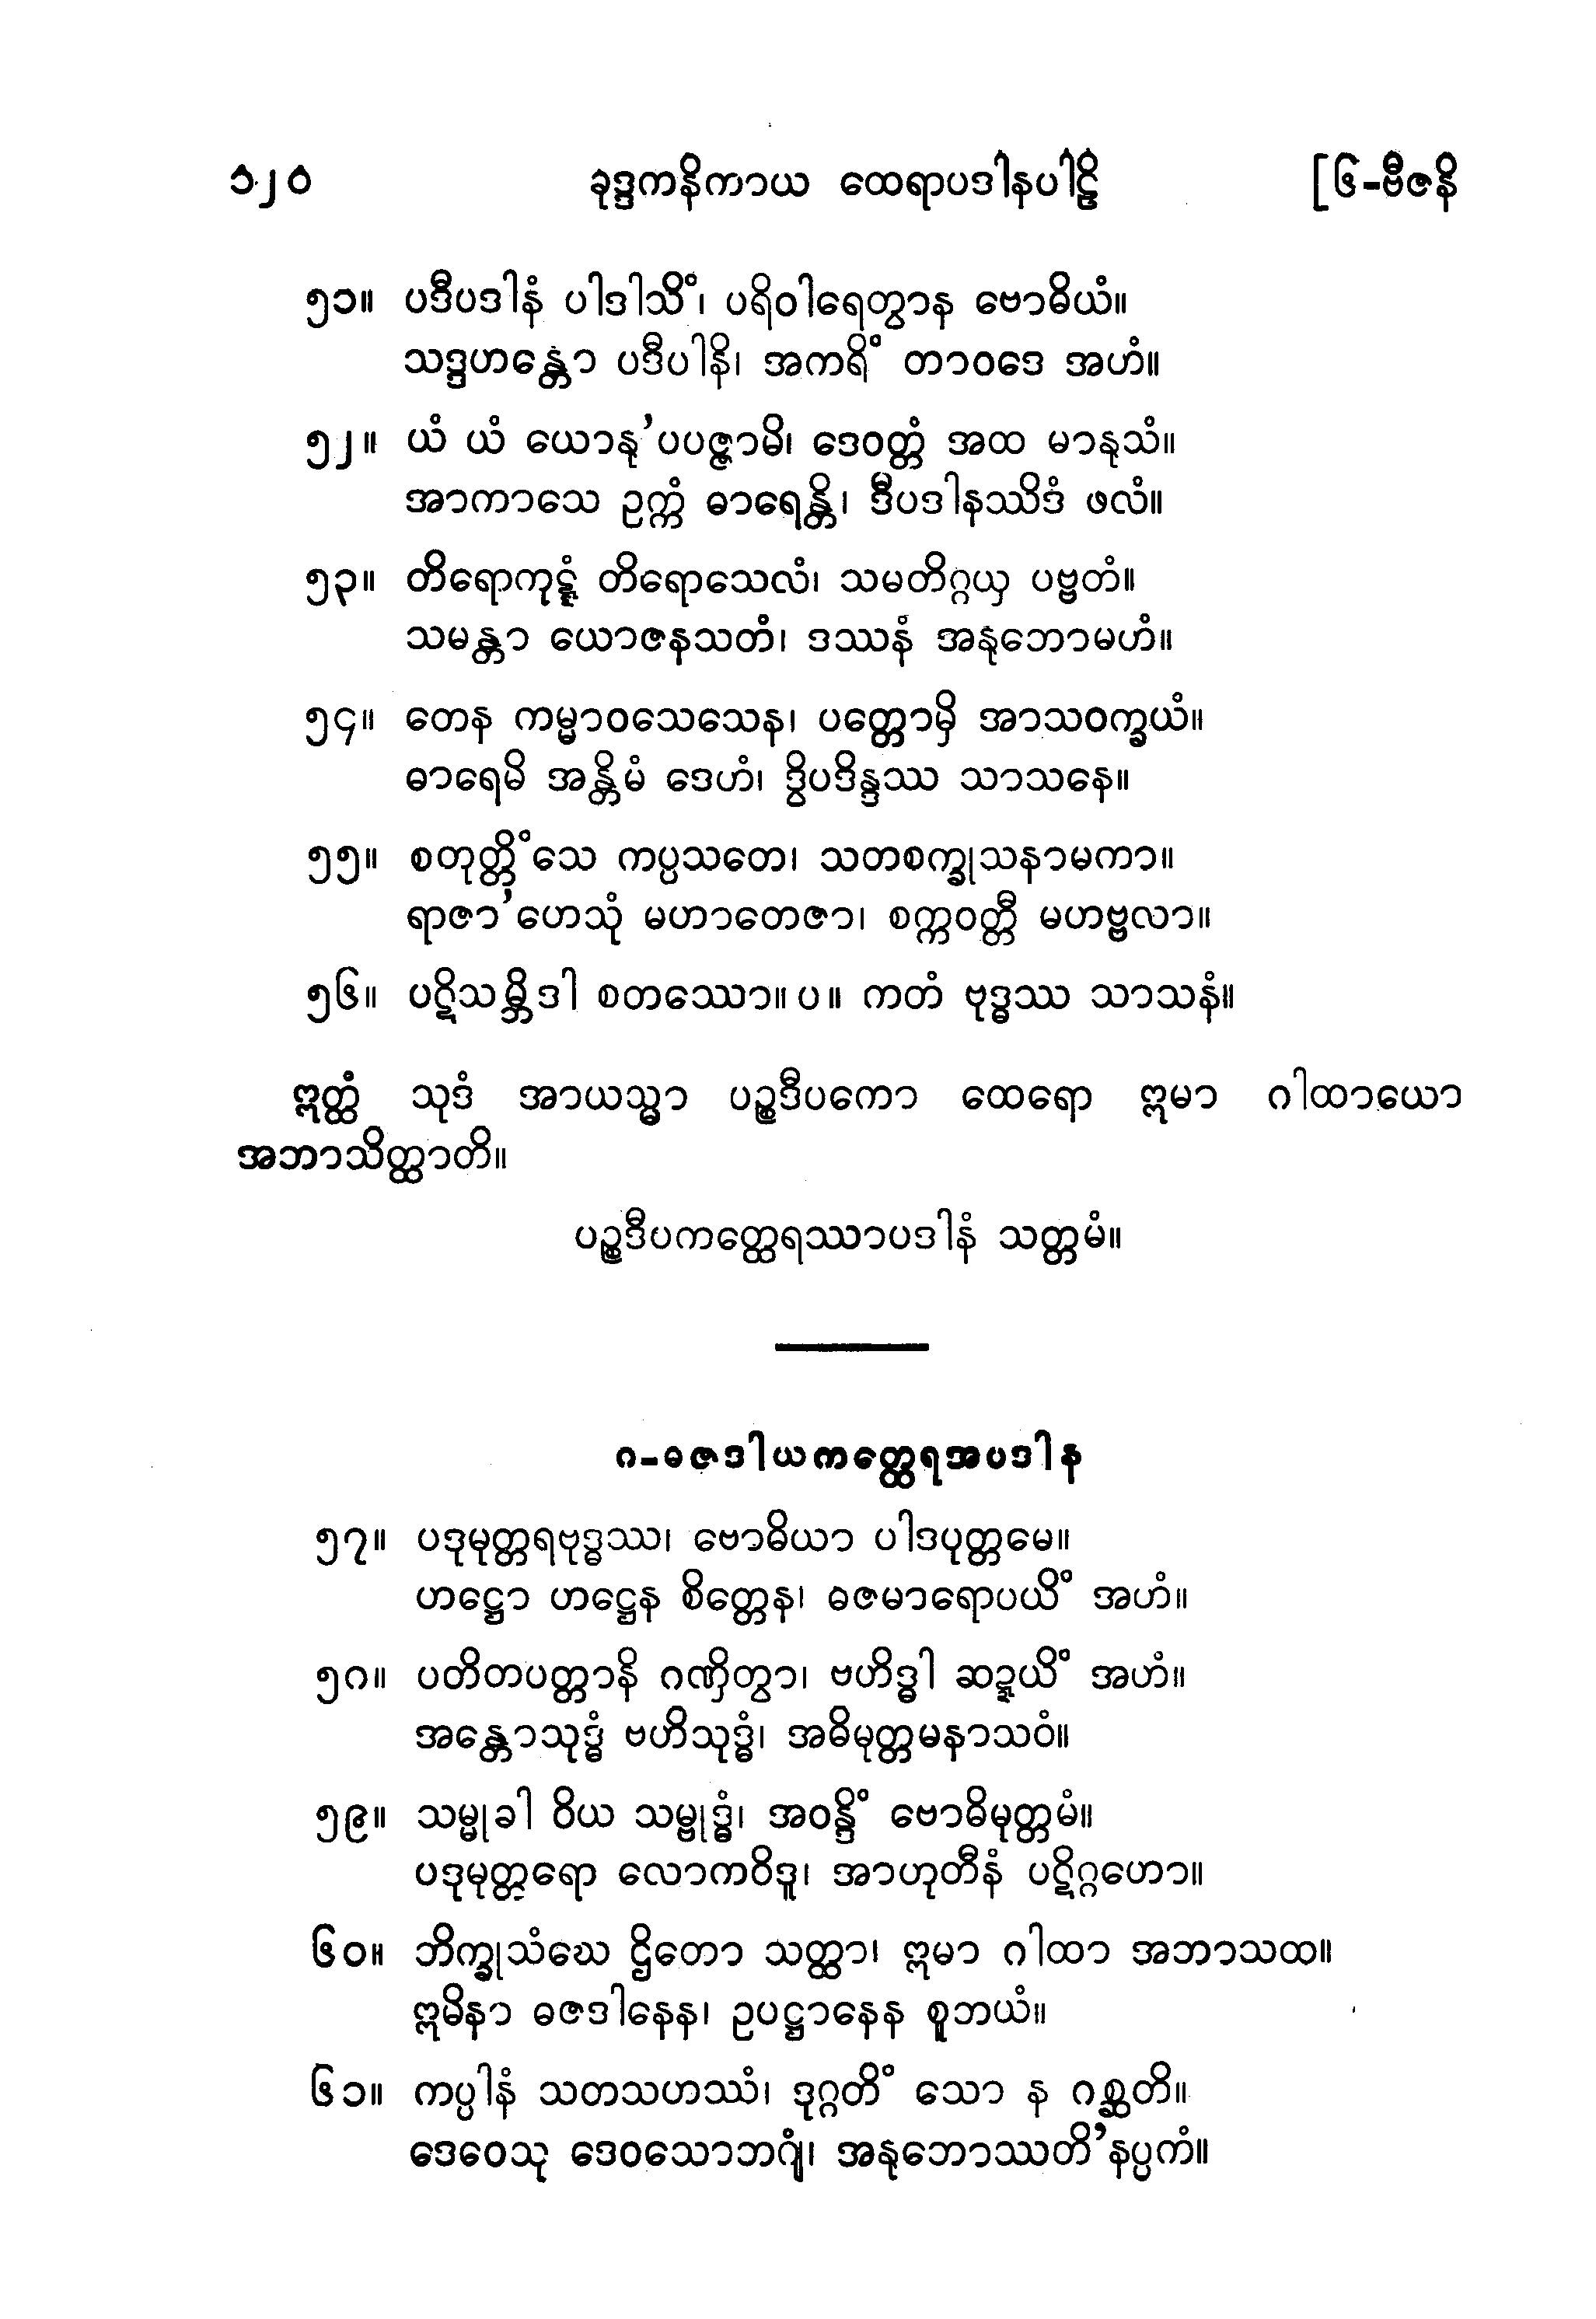 ၁၂၀ ခုဒ္ဒကနိကာယ ထေရာပဒါနပါဠိ [၆-ဗီဇနိ
၅၁။ ပဒီပဒါနံ ပါဒါသိံ၊ ပရိဝါရေတွာန ဗောဓိယံ။
သဒ္ဒဟန္တော ပဒီပါနိ၊ အကရိံ တာဝဒေ အဟံ။
၅၂။ ယံ ယံ ယောနု’ပပဇ္ဇာမိ၊ ဒေဝတ္တံ အထ မာနုသံ။
အာကာသေ ဥက္ကံ ဓာရေန္တိ၊ ဒီပဒါနဿိဒံ ဖလံ။
၅၃။ တိရောကုဋ္ဋံ တိရောသေလံ၊ သမတိဂ္ဂယှ ပဗ္ဗတံ။
သမန္တာ ယောဇနသတံ၊ ဒဿနံ အနုဘောမဟံ။
၅၄။ တေန ကမ္မာဝသေသေန၊ ပတ္တောမှိ အာသဝက္ခယံ။
ဓာရေမိ အန္တိမံ ဒေဟံ၊ ဒွိပဒိန္ဒဿ သာသနေ။
၅၅။ စတုတ္တိံသေ ကပ္ပသတေ၊ သတစက္ခုသနာမကာ။
ရာဇာ’ဟေသုံ မဟာတေဇာ၊ စက္ကဝတ္တီ မဟဗ္ဗလာ။
၅၆။ ပဋိသမ္ဘိဒါ စတဿော။ ပ။ ကတံ ဗုဒ္ဓဿ သာသနံ။
ဣတ္ထံ သုဒံ အာယသ္မာ ပဉ္စဒီပကော ထေရော ဣမာ ဂါထာယော
အဘာသိတ္ထာတိ။
ပဉ္စဒီပကတ္ထေရဿာပဒါနံ သတ္တမံ။
၈-ဓဇဒါယကတ္ထေရအပဒါန
၅၇။ ပဒုမုတ္တရဗုဒ္ဓဿ၊ ဗောဓိယာ ပါဒပုတ္တမေ။
ဟဋ္ဌော ဟဋ္ဌေန စိတ္တေန၊ ဓဇမာရောပယိံ အဟံ။
၅၈။ ပတိတပတ္တာနိ ဂဏှိတွာ၊ ဗဟိဒ္ဓါ ဆဍ္ဍယိံ အဟံ။
အန္တောသုဒ္ဓံ ဗဟိသုဒ္ဓံ၊ အဓိမုတ္တမနာသဝံ။
၅၉။ သမ္မုခါ ဝိယ သမ္ဗုဒ္ဓံ၊ အဝန္ဒိံ ဗောဓိမုတ္တမံ။
ပဒုမုတ္တရော လောကဝိဒူ၊ အာဟုတီနံ ပဋိဂ္ဂဟော။
၆၀။ ဘိက္ခုသံဃေ ဌိတော သတ္ထာ၊ ဣမာ ဂါထာ အဘာသထ။
ဣမိနာ ဓဇဒါနေန၊ ဥပဋ္ဌာနေန စူဘယံ။
၆၁။ ကပ္ပါနံ သတသဟဿံ၊ ဒုဂ္ဂတိံ သော န ဂစ္ဆတိ။
ဒေဝေသု ဒေဝသောဘဂျံ၊ အနုဘောဿတိ’နပ္ပကံ။